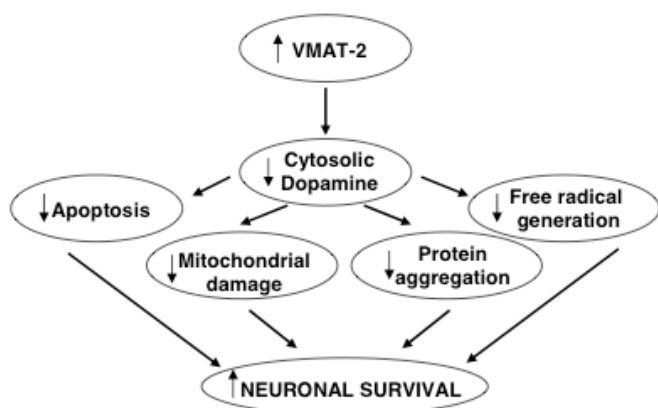 ↑ VMAT-2
↓ Cytosolic
Dopamine
↓ Apoptosis
↓ Free radical
generation
↓ Mitochondrial
damage
↓ Protein
aggregation
↑ NEURONAL SURVIVAL